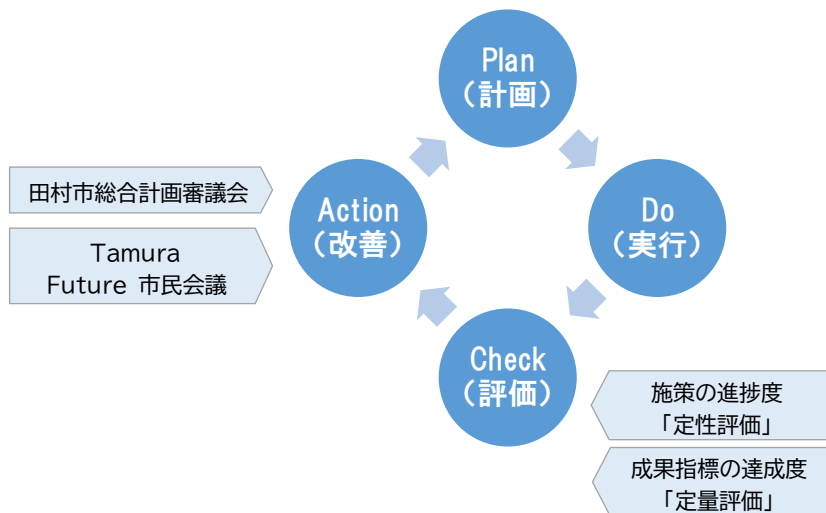 Plan
（計画）
田村市総合計画審議会
Tamura
Future 市民会議
Action
（改善）
Do
（実行）
Check
（評価）
施策の進捗度
「定性評価」
成果指標の達成度
「定量評価」